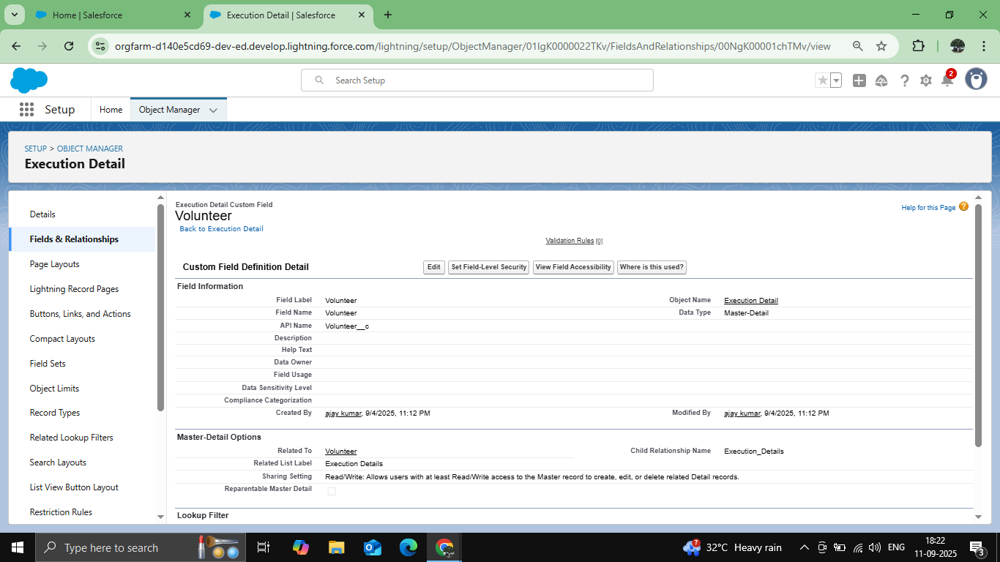 Home | Salesforce
Execution Detail | Salesforce
orgfarm-d140e5cd69-dev-ed.develop.lightning.force.com/lightning/setup/ObjectManager/01IgK0000022TKv/FieldsAndRelationships/00NgK00001chTMv/view
Search Setup
2
Setup
Home
Object Manager
SETUP > OBJECT MANAGER
Execution Detail
Details
Fields & Relationships
Page Layouts
Lightning Record Pages
Buttons, Links, and Actions
Compact Layouts
Field Sets
Object Limits
Record Types
Related Lookup Filters
Search Layouts
List View Button Layout
Restriction Rules
Execution Detail Custom Field
Volunteer
Back to Execution Detail
Help for this Page ?
Validation Rules [0]
Custom Field Definition Detail
Edit
Set Field-Level Security
View Field Accessibility
Where is this used?
Field Information
Field Label Volunteer Object Name Execution Detail
Field Name Volunteer Data Type Master-Detail
API Name Volunteer__c
Description
Help Text
Data Owner
Field Usage
Data Sensitivity Level
Compliance Categorization
Created By ajay kumar, 9/4/2025, 11:12 PM Modified By ajay kumar, 9/4/2025, 11:12 PM
Master-Detail Options
Related To Volunteer Child Relationship Name Execution_Details
Related List Label Execution Details
Sharing Setting Read/Write: Allows users with at least Read/Write access to the Master record to create, edit, or delete related Detail records.
Reparentable Master Detail
Lookup Filter
Type here to search
7
32°C Heavy rain
ENG
18:22
11-09-2025
3